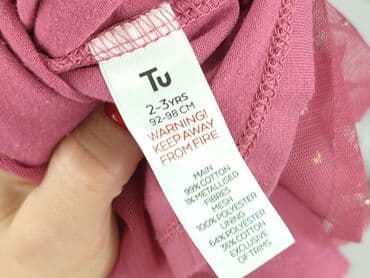 Tu
2-3YRS
92-98 CM
WARNING!
KEEP AWAY
FROM FIRE
MAIN
99% COTTON
1% METALLISED
FIBRES
MESH
100% POLYESTER
LINING
64% POLYESTER
36% COTTON
EXCLUSIVE
OF TRIMS